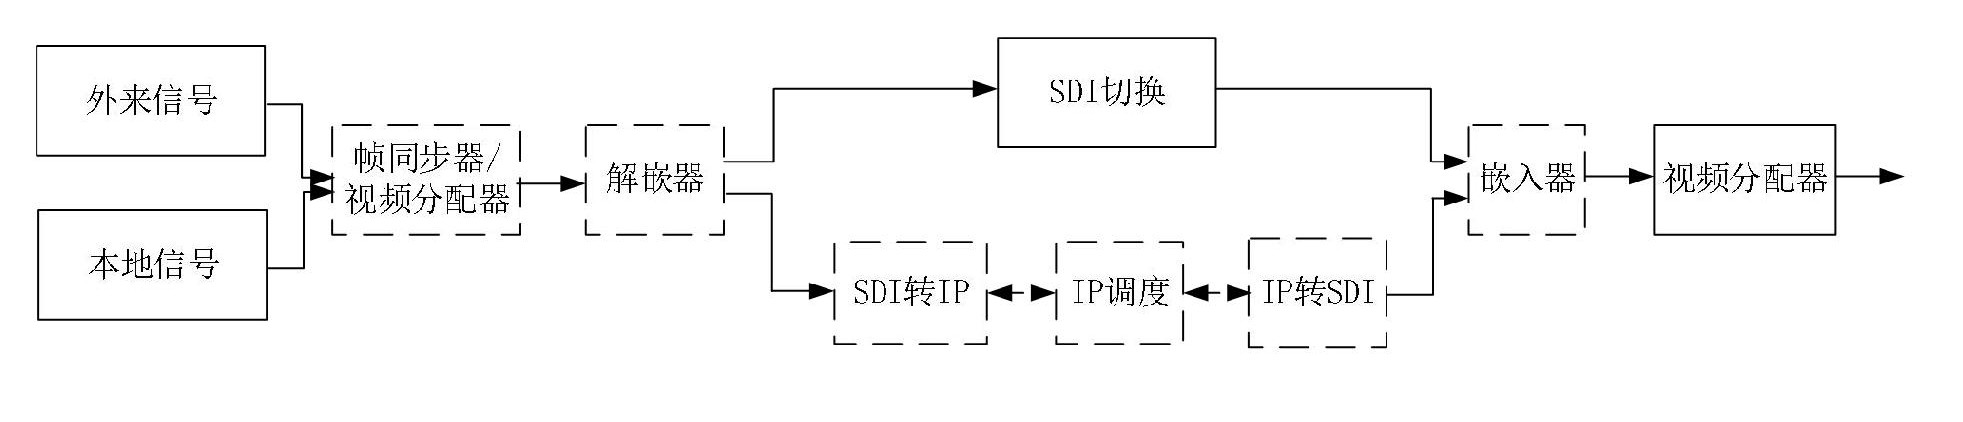 外来信号
本地信号
帧同步器/
视频分配器
解嵌器
SDI切换
SDI转IP
IP调度
IP转SDI
嵌入器
视频分配器